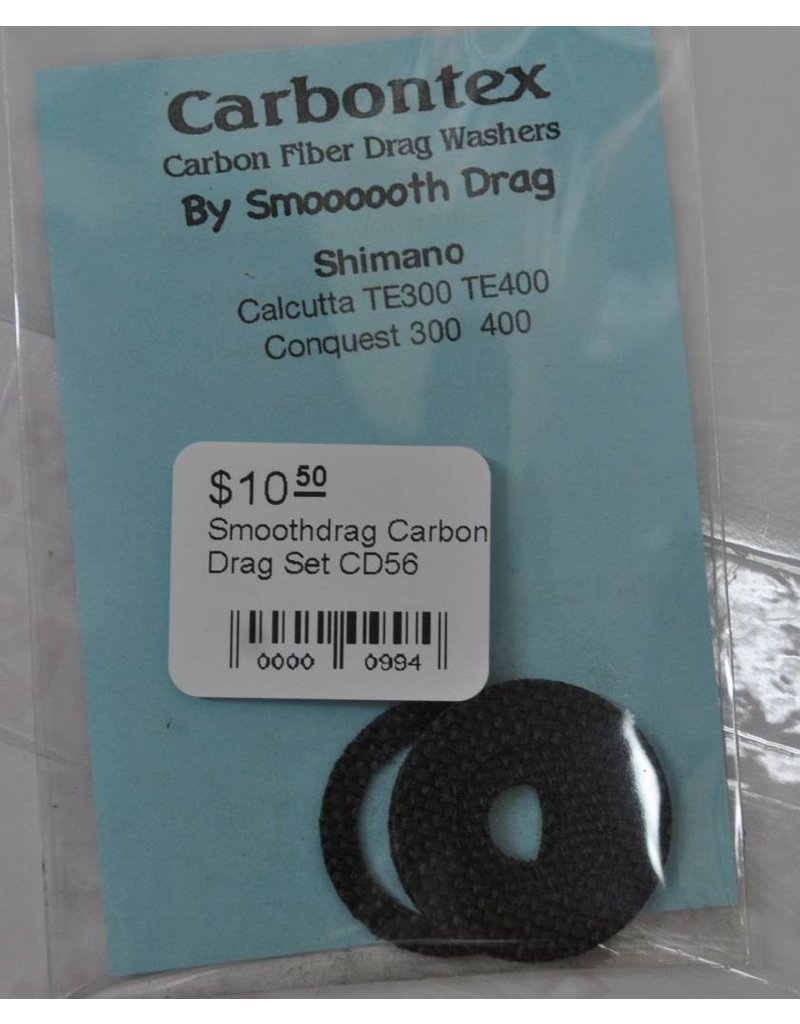 Carbontex
Carbon Fiber Drag Washers
By Smoooooth Drag
Shimano
Calcutta TE300 TE400
Conquest 300 400
$10 50
Smoothdrag Carbon
Drag Set CD56
0000 0994